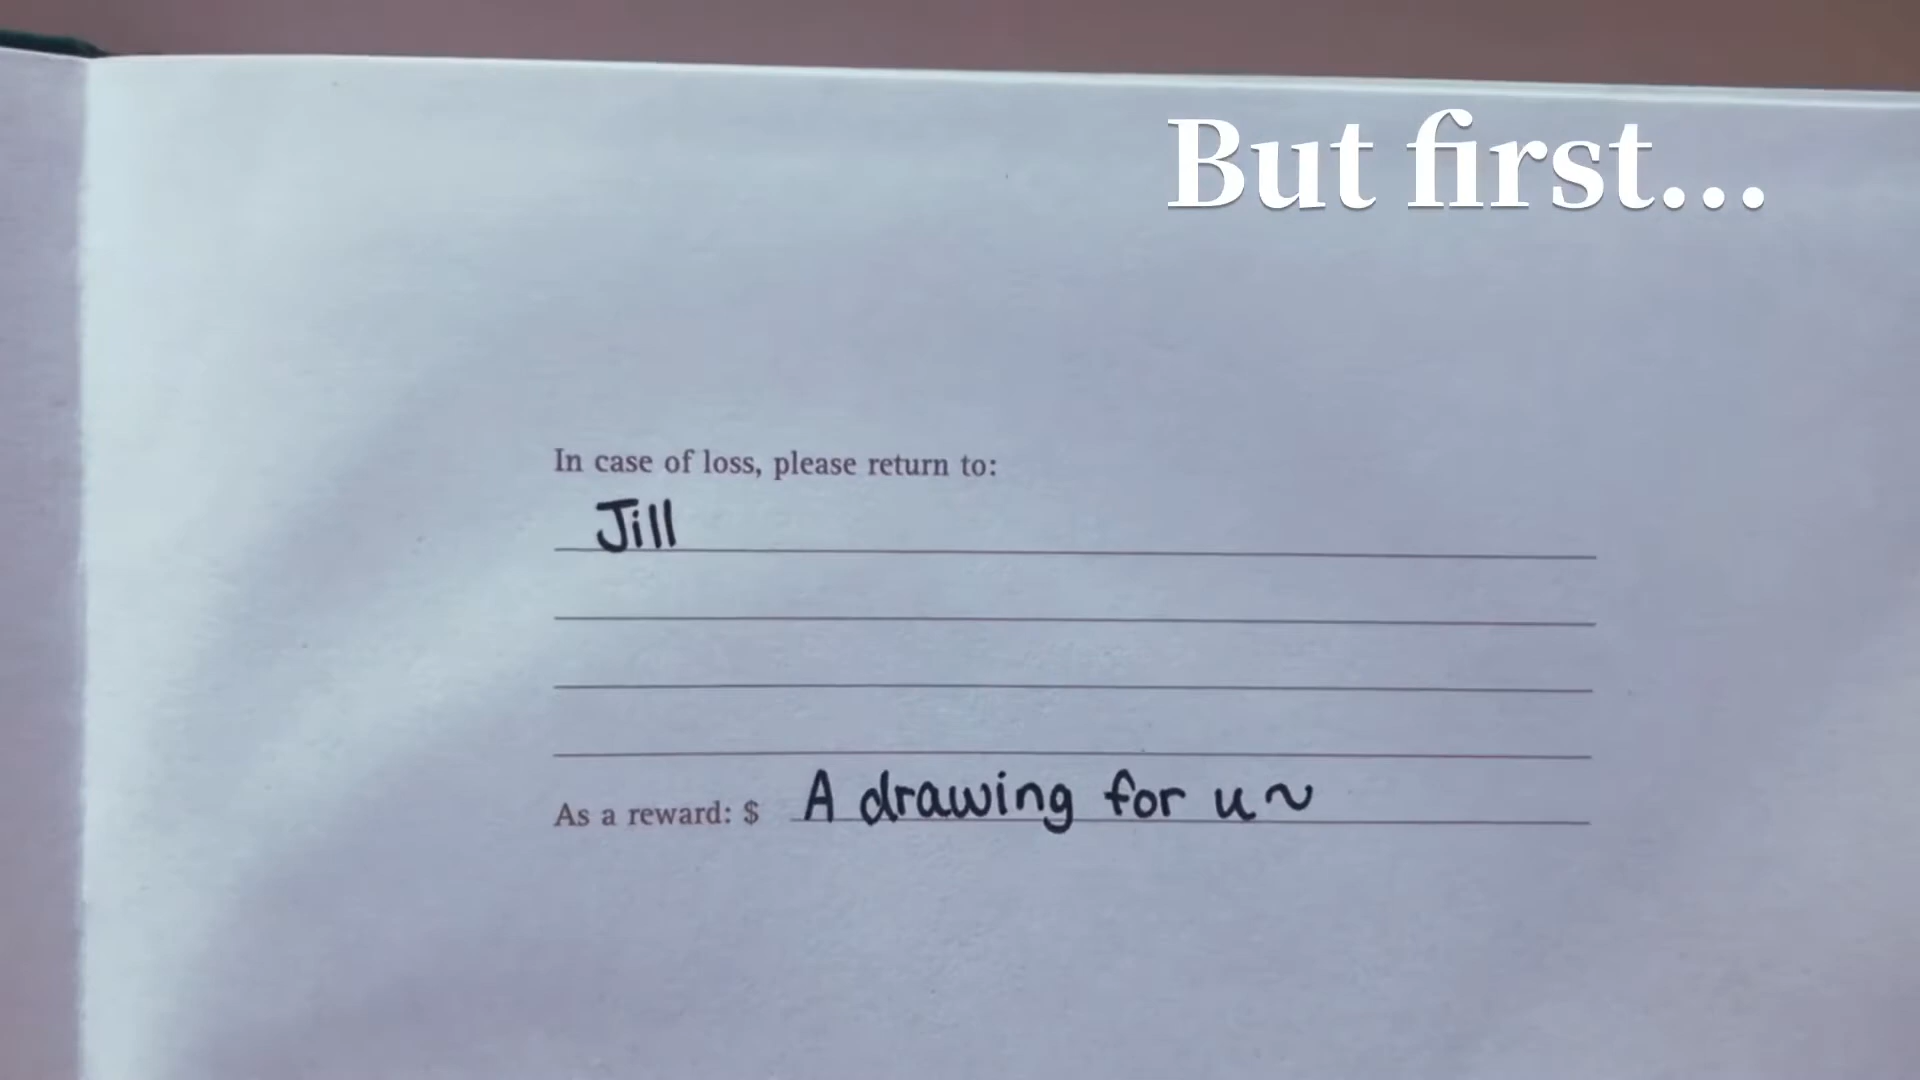 But first...
In case of loss, please return to:
Jill
As a reward: $ A drawing for u~